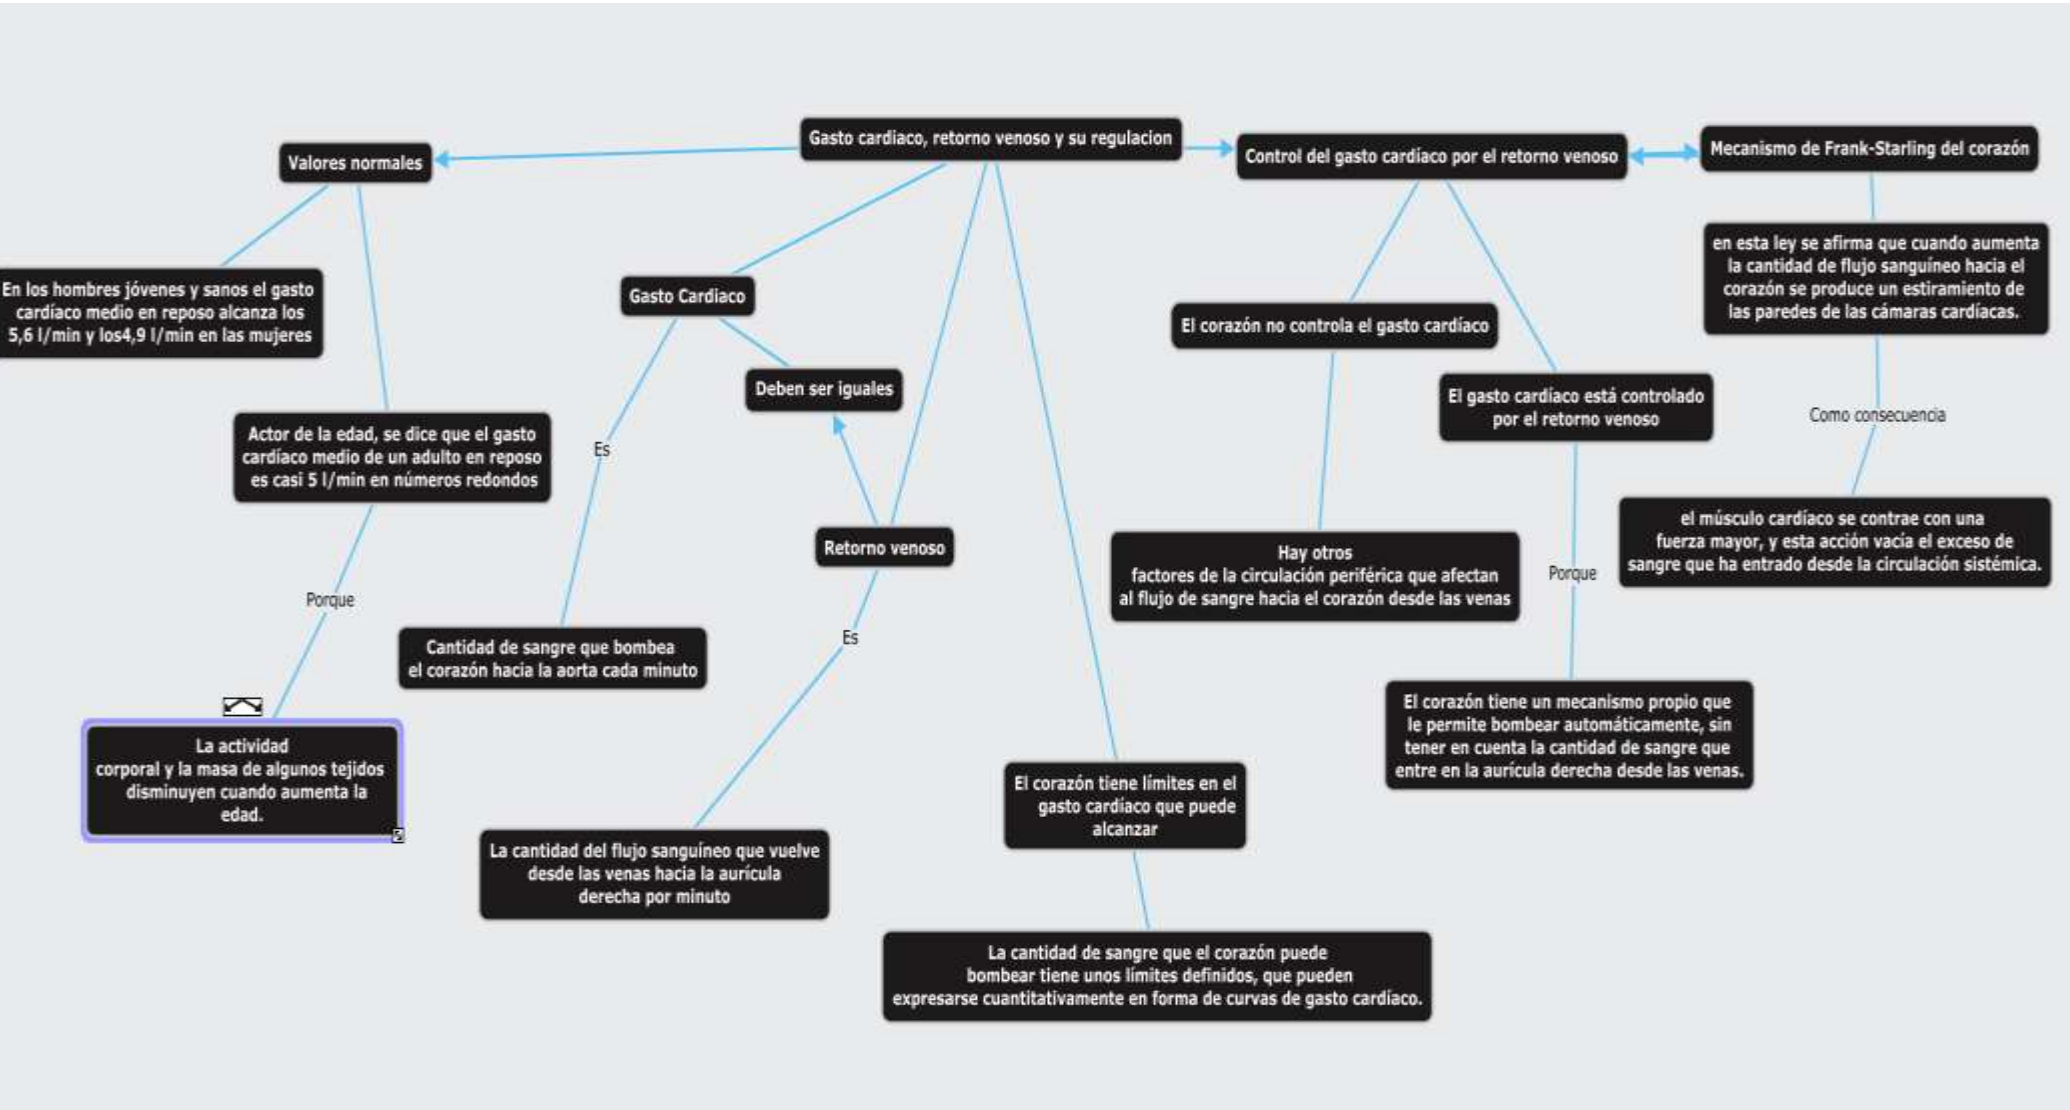 Gasto cardiaco, retorno venoso y su regulacion
Valores normales
Control del gasto cardíaco por el retorno venoso
Mecanismo de Frank-Starling del corazón
En los hombres jóvenes y sanos el gasto
cardíaco medio en reposo alcanza los
5,6 l/min y los4,9 l/min en las mujeres
Actor de la edad, se dice que el gasto
cardíaco medio de un adulto en reposo
es casi 5 l/min en números redondos
Porque
La actividad
corporal y la masa de algunos tejidos
disminuyen cuando aumenta la
edad.
Gasto Cardiaco
Deben ser iguales
Es
Cantidad de sangre que bombea
el corazón hacia la aorta cada minuto
Retorno venoso
Es
La cantidad del flujo sanguíneo que vuelve
desde las venas hacia la aurícula
derecha por minuto
El corazón tiene límites en el
gasto cardíaco que puede
alcanzar
La cantidad de sangre que el corazón puede
bombear tiene unos límites definidos, que pueden
expresarse cuantitativamente en forma de curvas de gasto cardíaco.
El corazón no controla el gasto cardíaco
Hay otros
factores de la circulación periférica que afectan
al flujo de sangre hacia el corazón desde las venas
El gasto cardíaco está controlado
por el retorno venoso
Porque
El corazón tiene un mecanismo propio que
le permite bombear automáticamente, sin
tener en cuenta la cantidad de sangre que
entre en la aurícula derecha desde las venas.
en esta ley se afirma que cuando aumenta
la cantidad de flujo sanguíneo hacia el
corazón se produce un estiramiento de
las paredes de las cámaras cardíacas.
Como consecuencia
el músculo cardíaco se contrae con una
fuerza mayor, y esta acción vacía el exceso de
sangre que ha entrado desde la circulación sistémica.